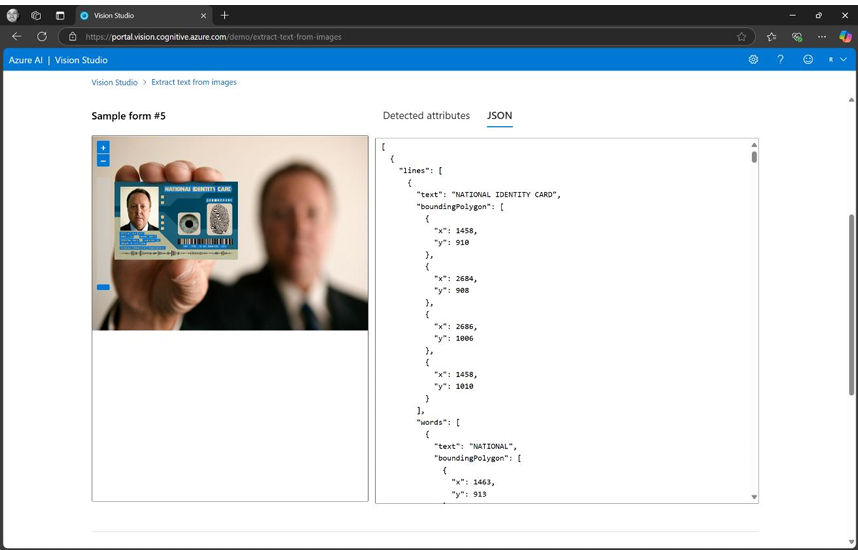 Vision Studio
https://portal.vision.cognitive.azure.com/demo/extract-text-from-images
Azure AI | Vision Studio
R
Vision Studio > Extract text from images
Sample form #5
Detected attributes
JSON
NATIONAL IDENTITY CARD
[
{
"lines": [
{
"text": "NATIONAL IDENTITY CARD",
"boundingPolygon": [
{
"x": 1458,
"y": 910
},
{
"x": 2684,
"y": 908
},
{
"x": 2686,
"y": 1006
},
{
"x": 1458,
"y": 1010
}
],
"words": [
{
"text": "NATIONAL",
"boundingPolygon": [
{
"x": 1463,
"y": 913